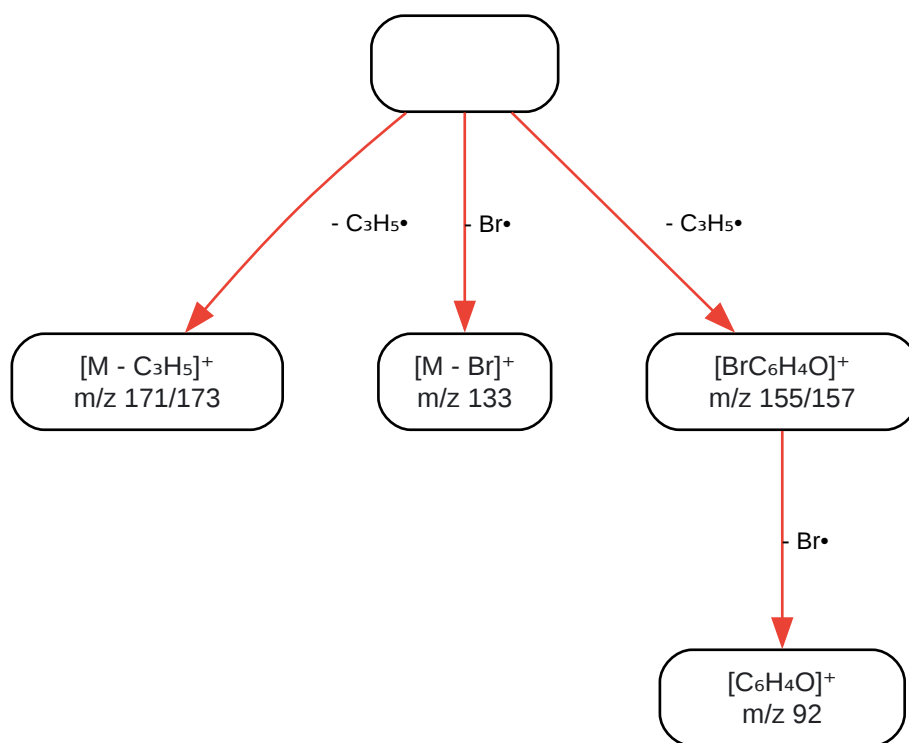 - C₃H₅•
- Br•
- C₃H₅•
[M - C₃H₅]⁺
m/z 171/173
[M - Br]⁺
m/z 133
[BrC₆H₄O]⁺
m/z 155/157
- Br•
[C₆H₄O]⁺
m/z 92